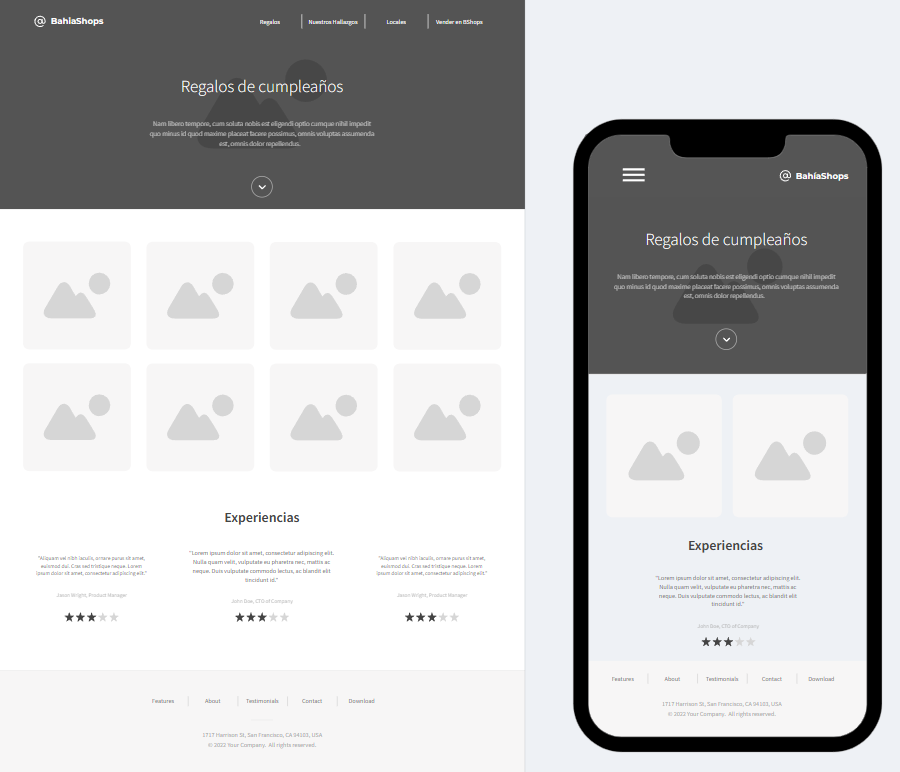 BahíaShops
Regalos
Nuestros Hallazgos
Locales
Vender en BShops
Regalos de cumpleaños
Nam libero tempore, cum soluta nobis est eligendi optio cumque nihil impedit
quo minus id quod maxime placeat facere possimus, omnis voluptas assumenda
est, omnis dolor repellendus.
Experiencias
"Aliquam vei nibh iaculis, ornare purus sit amet,
euismod dui. Cras sed tristique neque. Lorem
ipsum dolor sit amet, consectetur adipiscing elit."
Jason Wright, Product Manager
"Lorem ipsum dolor sit amet, consectetur adipiscing elit.
Nulla quam velit, vulputate eu pharetra nec, mattis ac
neque. Duis vulputate commodo lectus, ac blandit elit
tincidunt id."
John Doe, CTO of Company
"Aliquam vei nibh iaculis, ornare purus sit amet,
euismod dui. Cras sed tristique neque. Lorem
ipsum dolor sit amet, consectetur adipiscing elit."
Jason Wright, Product Manager
Features
About
Testimonials
Contact
Download
1717 Harrison St, San Francisco, CA 94103, USA
© 2022 Your Company. All rights reserved.
BahíaShops
Regalos de cumpleaños
Nam libero tempore, cum soluta nobis est eligendi optio cumque nihil impedit
quo minus id quod maxime placeat facere possimus, omnis voluptas assumenda
est, omnis dolor repellendus.
Experiencias
"Lorem ipsum dolor sit amet, consectetur adipiscing elit.
Nulla quam velit, vulputate eu pharetra nec, mattis ac
neque. Duis vulputate commodo lectus, ac blandit elit
tincidunt id."
John Doe, CTO of Company
Features
About
Testimonials
Contact
Download
1717 Harrison St, San Francisco, CA 94103, USA
© 2022 Your Company. All rights reserved.